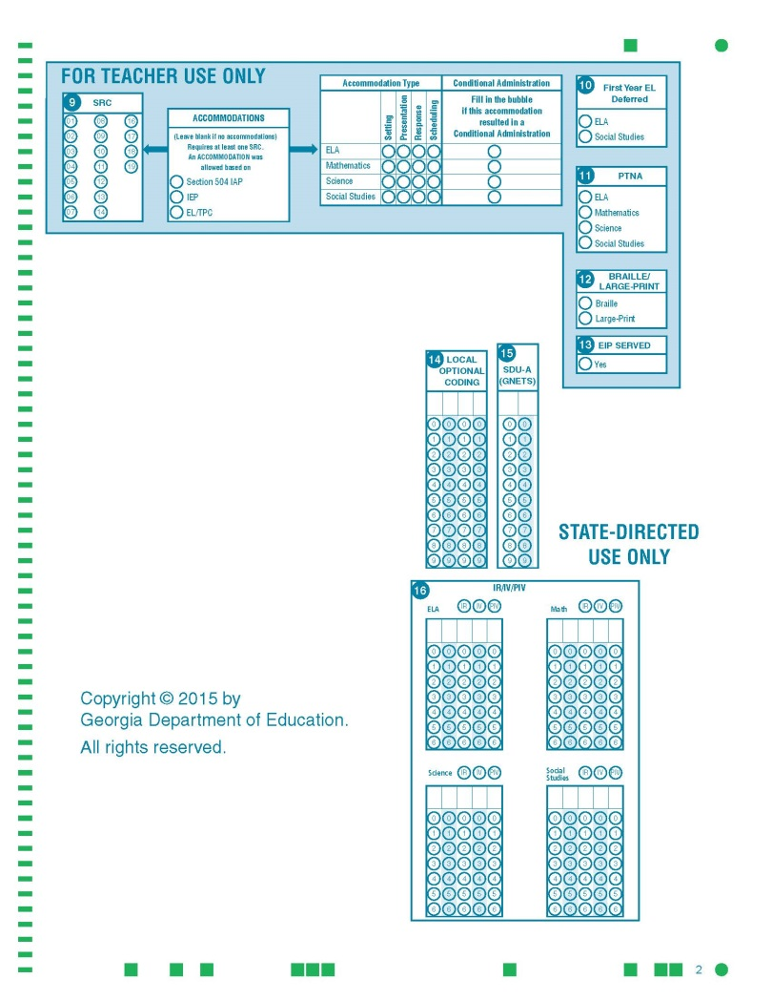 FOR TEACHER USE ONLY
9 SRC
01 08 16
02 09 17
03 10 18
04 11 19
05 12
06 13
07 14
ACCOMMODATIONS
(Leave blank if no accommodations)
Requires at least one SRC.
An ACCOMMODATION was
allowed based on
Section 504 IAP
IEP
EL/TPC
Accommodation Type
Conditional Administration
Setting
Presentation
Response
Scheduling
Fill in the bubble
if this accommodation
resulted in a
Conditional Administration
ELA
Mathematics
Science
Social Studies
10 First Year EL
Deferred
ELA
Social Studies
11 PTNA
ELA
Mathematics
Science
Social Studies
12 BRAILLE/
LARGE-PRINT
Braille
Large-Print
13 EIP SERVED
Yes
14 LOCAL
OPTIONAL
CODING
0 0 0 0
1 1 1 1
2 2 2 2
3 3 3 3
4 4 4 4
5 5 5 5
6 6 6 6
7 7 7 7
8 8 8 8
9 9 9 9
15
SDU-A
(GNETS)
0 0
1 1
2 2
3 3
4 4
5 5
6 6
7 7
8 8
9 9
STATE-DIRECTED
USE ONLY
16 IR/IV/PIV
ELA IR IV PIV
0 0 0 0 0
1 1 1 1 1
2 2 2 2 2
3 3 3 3 3
4 4 4 4 4
5 5 5 5 5
6 6 6 6 6
Math IR IV PIV
0 0 0 0 0
1 1 1 1 1
2 2 2 2 2
3 3 3 3 3
4 4 4 4 4
5 5 5 5 5
6 6 6 6 6
Science IR IV PIV
0 0 0 0 0
1 1 1 1 1
2 2 2 2 2
3 3 3 3 3
4 4 4 4 4
5 5 5 5 5
6 6 6 6 6
Social
Studies IR IV PIV
0 0 0 0 0
1 1 1 1 1
2 2 2 2 2
3 3 3 3 3
4 4 4 4 4
5 5 5 5 5
6 6 6 6 6
Copyright © 2015 by
Georgia Department of Education.
All rights reserved.
2